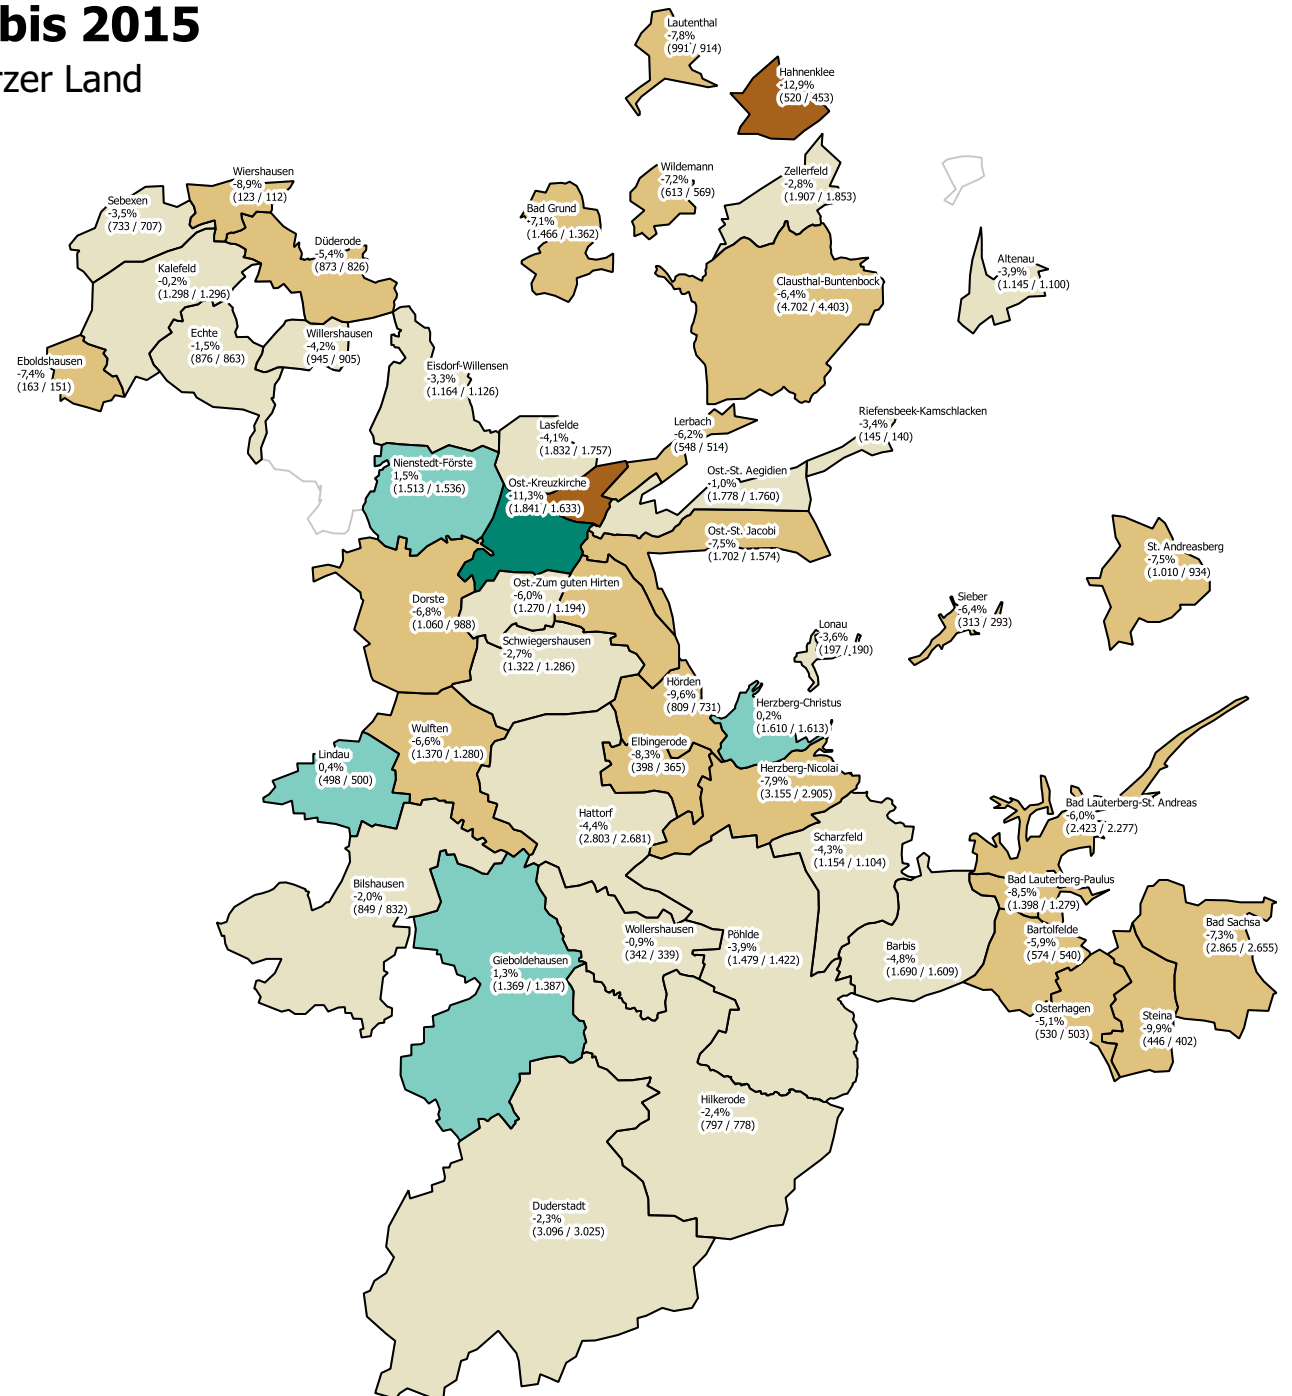 bis 2015
rzer Land
Lautenthal
-7,8%
(991 / 914)
Hahnenklee
-12,9%
(520 / 453)
Wiershausen
-8,9%
(123 / 112)
Sebexen
-3,5%
(733 / 707)
Wildemann
-7,2%
(613 / 569)
Zellerfeld
-2,8%
(1.907 / 1.853)
Bad Grund
-7,1%
(1.466 / 1.362)
Düderode
-5,4%
(873 / 826)
Kalefeld
-0,2%
(1.298 / 1.296)
Clausthal-Buntenbock
-6,4%
(4.702 / 4.403)
Altenau
-3,9%
(1.145 / 1.100)
Echte
-1,5%
(876 / 863)
Willershausen
-4,2%
(945 / 905)
Eboldshausen
-7,4%
(163 / 151)
Eisdorf-Willensen
-3,3%
(1.164 / 1.126)
Riefensbeek-Kamschlacken
-3,4%
(145 / 140)
Lasfelde
-4,1%
(1.832 / 1.757)
Lerbach
-6,2%
(548 / 514)
Nienstedt-Förste
1,5%
(1.513 / 1.536)
Ost.-Kreuzkirche
-11,3%
(1.841 / 1.633)
Ost.-St. Aegidien
-1,0%
(1.778 / 1.760)
Ost.-St. Jacobi
-7,5%
(1.702 / 1.574)
St. Andreasberg
-7,5%
(1.010 / 934)
Ost.-Zum guten Hirten
-6,0%
(1.270 / 1.194)
Dorste
-6,8%
(1.060 / 988)
Sieber
-6,4%
(313 / 293)
Lonau
-3,6%
(197 / 190)
Schwiegershausen
-2,7%
(1.322 / 1.286)
Hörden
-9,6%
(809 / 731)
Herzberg-Christus
0,2%
(1.610 / 1.613)
Wulften
-6,6%
(1.370 / 1.280)
Elbingerode
-8,3%
(398 / 365)
Lindau
0,4%
(498 / 500)
Herzberg-Nicolai
-7,9%
(3.155 / 2.905)
Hattorf
-4,4%
(2.803 / 2.681)
Bad Lauterberg-St. Andreas
-6,0%
(2.423 / 2.277)
Scharzfeld
-4,3%
(1.154 / 1.104)
Bilshausen
-2,0%
(849 / 832)
Bad Lauterberg-Paulus
-8,5%
(1.398 / 1.279)
Bad Sachsa
-7,3%
(2.865 / 2.655)
Wollershausen
-0,9%
(342 / 339)
Pöhlde
-3,9%
(1.479 / 1.422)
Bartolfelde
-5,9%
(574 / 540)
Barbis
-4,8%
(1.690 / 1.609)
Gieboldehausen
1,3%
(1.369 / 1.387)
Osterhagen
-5,1%
(530 / 503)
Steina
-9,9%
(446 / 402)
Hilkerode
-2,4%
(797 / 778)
Duderstadt
-2,3%
(3.096 / 3.025)